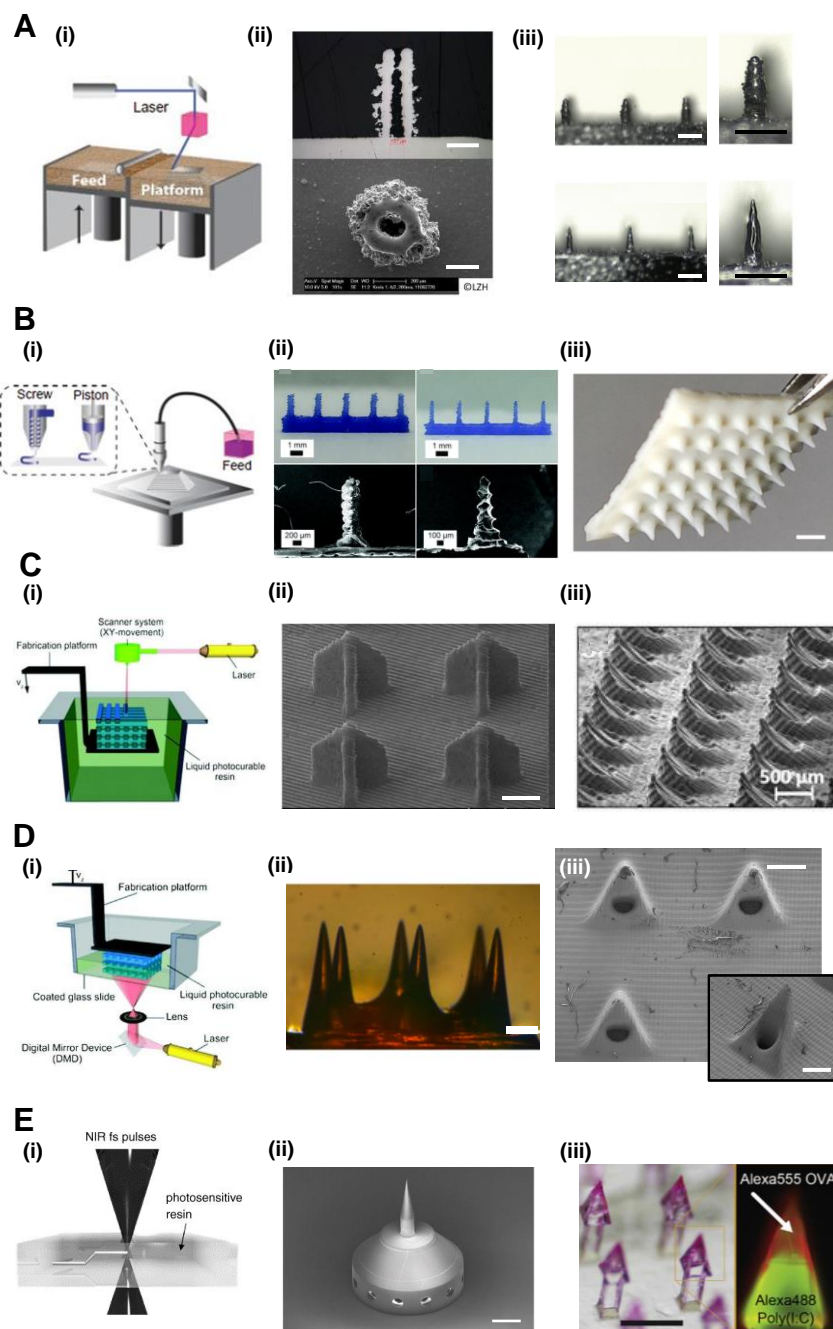 A
(i)
(ii)
(iii)
Laser
Feed
Platform
©LZH
B
(i)
(ii)
(iii)
Screw
Piston
Feed
1 mm
1 mm
200 µm
100 µm
C
(i)
(ii)
(iii)
Scanner system
(XY-movement)
Fabrication platform
Laser
Liquid photocurable
resin
500 µm
D
(i)
(ii)
(iii)
Fabrication platform
Coated glass slide
Liquid photocurable
resin
Lens
Digital Mirror Device
(DMD)
Laser
E
(i)
(ii)
(iii)
NIR fs pulses
photosensitive
resin
Alexa555 OVA
Alexa488
Poly(I:C)